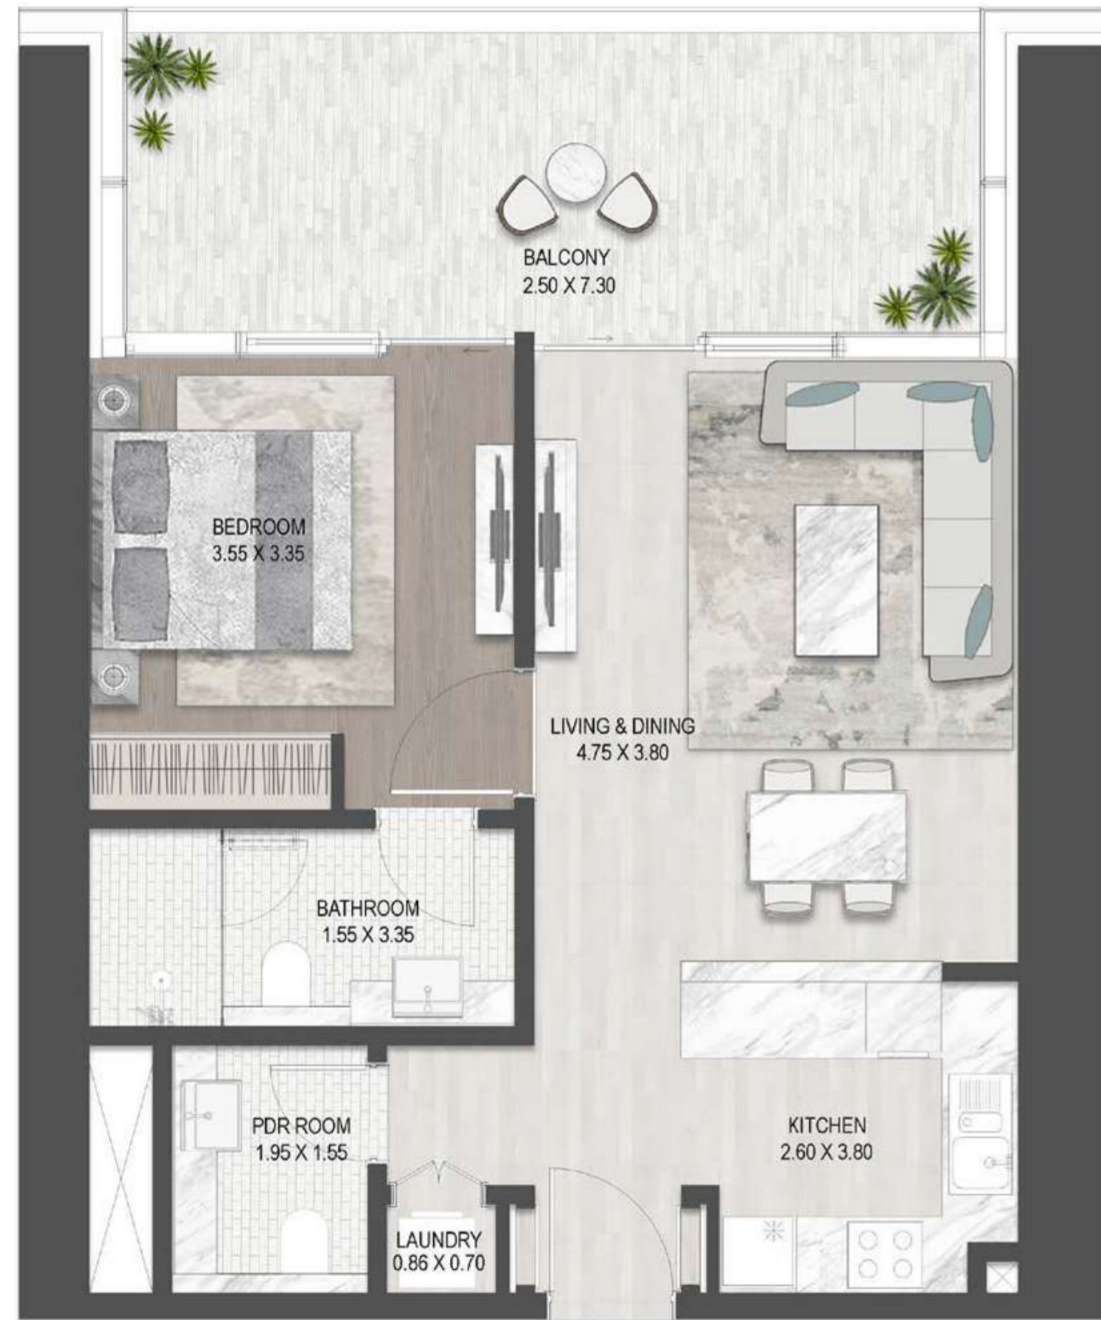 BALCONY
2.50 X 7.30
BEDROOM
3.55 X 3.35
LIVING & DINING
4.75 X 3.80
BATHROOM
1.55 X 3.35
PDR ROOM
1.95 X 1.55
KITCHEN
2.60 X 3.80
LAUNDRY
0.86 X 0.70